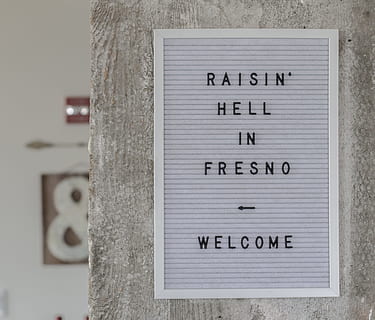 RAISIN'
HELL
IN
FRESNO
←
WELCOME
&